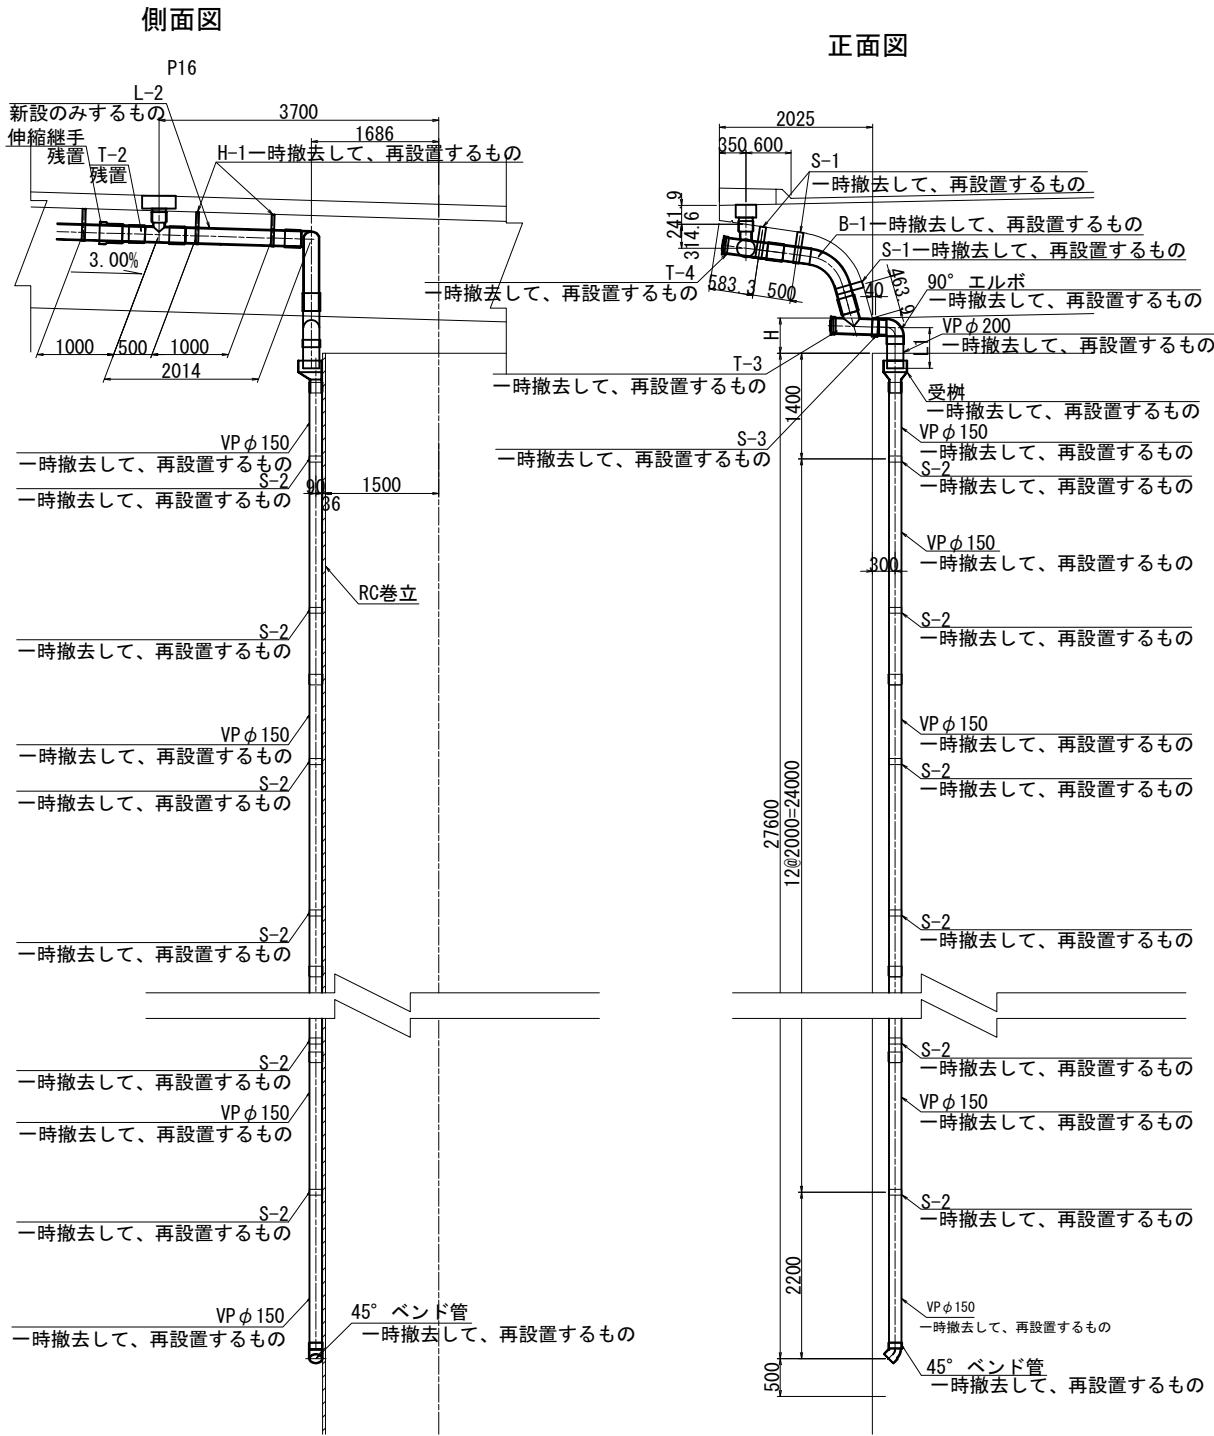 側面図
P16
L-2
新設のみするもの
伸縮継手
残置
T-2
残置
3700
1686
H-1一時撤去して、再設置するもの
3.00%
1000
500
1000
2014
VPφ150
一時撤去して、再設置するもの
S-2
一時撤去して、再設置するもの
90
36
1500
RC巻立
S-2
一時撤去して、再設置するもの
VPφ150
一時撤去して、再設置するもの
S-2
一時撤去して、再設置するもの
S-2
一時撤去して、再設置するもの
S-2
一時撤去して、再設置するもの
VPφ150
一時撤去して、再設置するもの
S-2
一時撤去して、再設置するもの
VPφ150
一時撤去して、再設置するもの
45° ベンド管
一時撤去して、再設置するもの
正面図
2025
350
600
S-1
一時撤去して、再設置するもの
241.9
314.6
B-1一時撤去して、再設置するもの
S-1一時撤去して、再設置するもの
T-4
一時撤去して、再設置するもの
583.3
500
40
463.9
90° エルボ
一時撤去して、再設置するもの
VPφ200
一時撤去して、再設置するもの
H
L1
T-3
一時撤去して、再設置するもの
受桝
一時撤去して、再設置するもの
1400
S-3
一時撤去して、再設置するもの
VPφ150
一時撤去して、再設置するもの
S-2
一時撤去して、再設置するもの
VPφ150
一時撤去して、再設置するもの
300
S-2
一時撤去して、再設置するもの
VPφ150
一時撤去して、再設置するもの
S-2
一時撤去して、再設置するもの
27600
12@2000=24000
S-2
一時撤去して、再設置するもの
S-2
一時撤去して、再設置するもの
VPφ150
一時撤去して、再設置するもの
S-2
一時撤去して、再設置するもの
2200
VPφ150
一時撤去して、再設置するもの
500
45° ベンド管
一時撤去して、再設置するもの